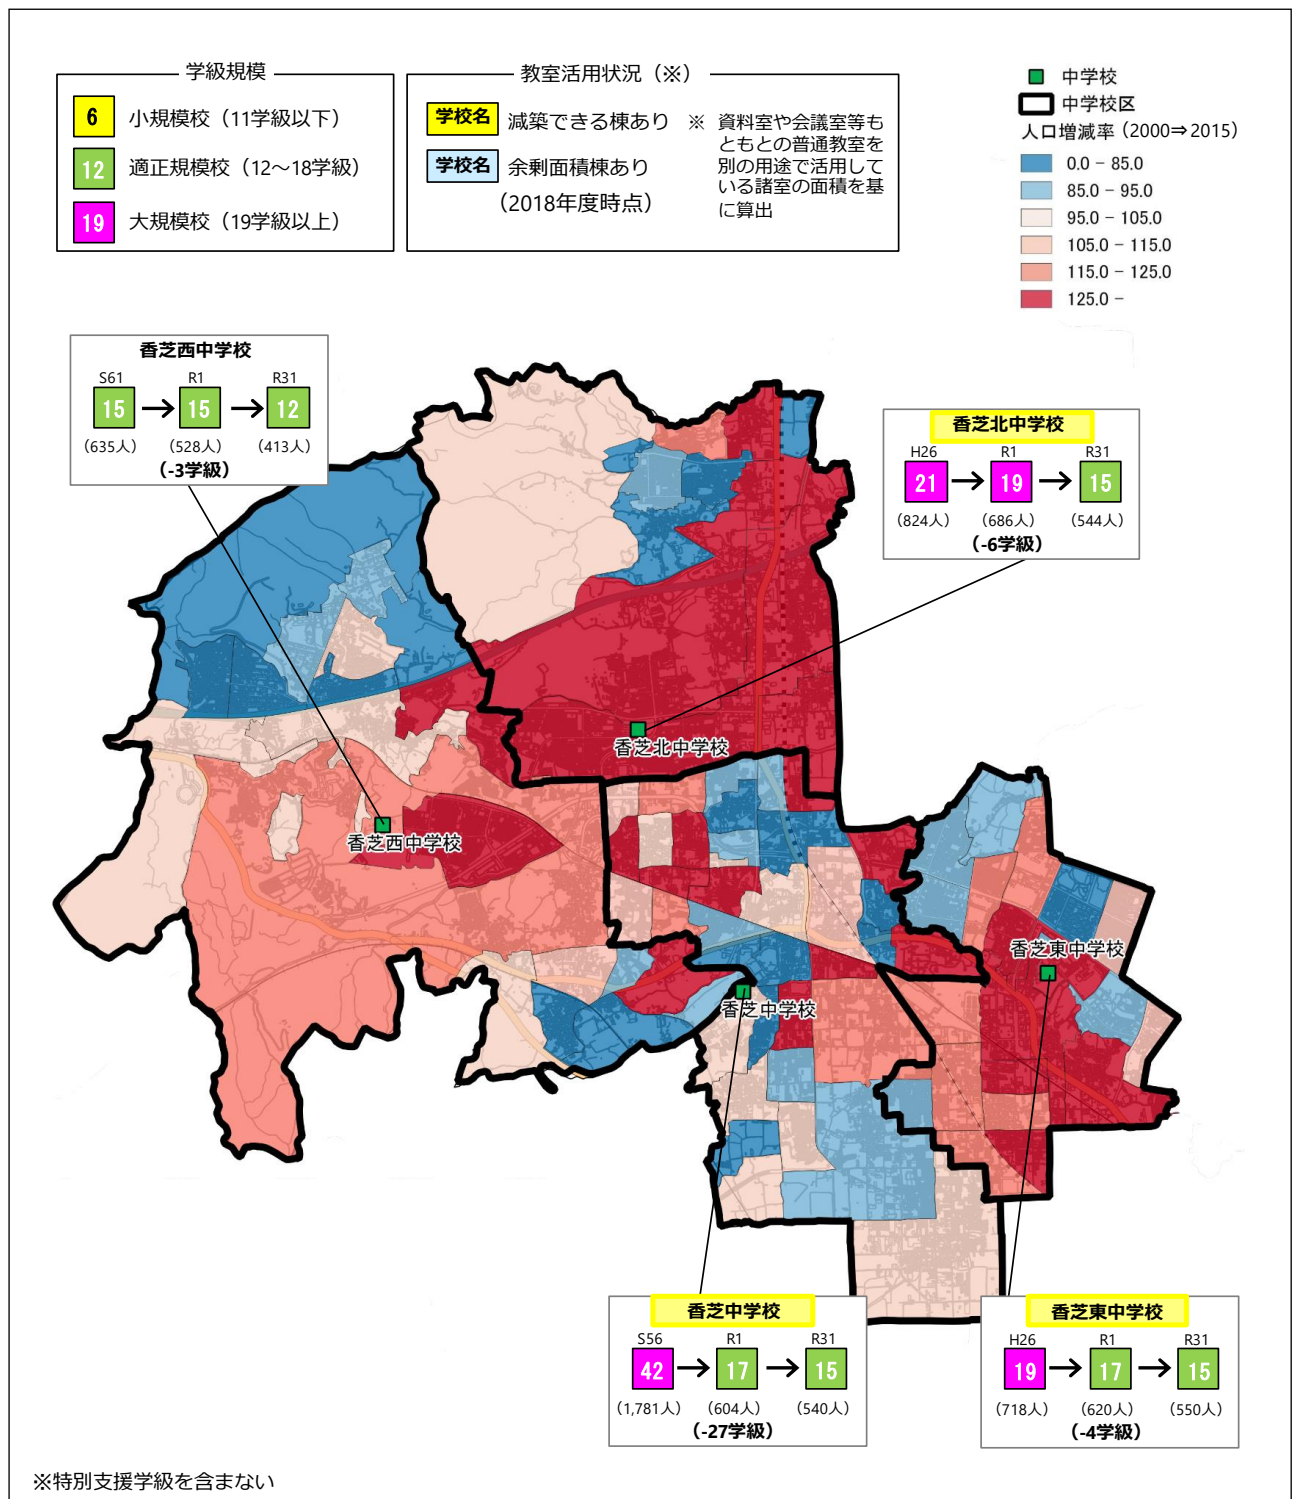 学級規模
6 小規模校（11学級以下）
12 適正規模校（12～18学級）
19 大規模校（19学級以上）
教室活用状況（※）
学校名 減築できる棟あり
学校名 余剰面積棟あり
（2018年度時点）
※ 資料室や会議室等も
ともとの普通教室を
別の用途で活用して
いる諸室の面積を基
に算出
中学校
中学校区
人口増減率（2000⇒2015）
0.0 - 85.0
85.0 - 95.0
95.0 - 105.0
105.0 - 115.0
115.0 - 125.0
125.0 -
香芝西中学校
S61 R1 R31
15 → 15 → 12
（635人） （528人） （413人）
（-3学級）
香芝北中学校
H26 R1 R31
21 → 19 → 15
（824人） （686人） （544人）
（-6学級）
香芝北中学校
香芝西中学校
香芝東中学校
香芝中学校
香芝中学校
S56 R1 R31
42 → 17 → 15
（1,781人） （604人） （540人）
（-27学級）
香芝東中学校
H26 R1 R31
19 → 17 → 15
（718人） （620人） （550人）
（-4学級）
※特別支援学級を含まない